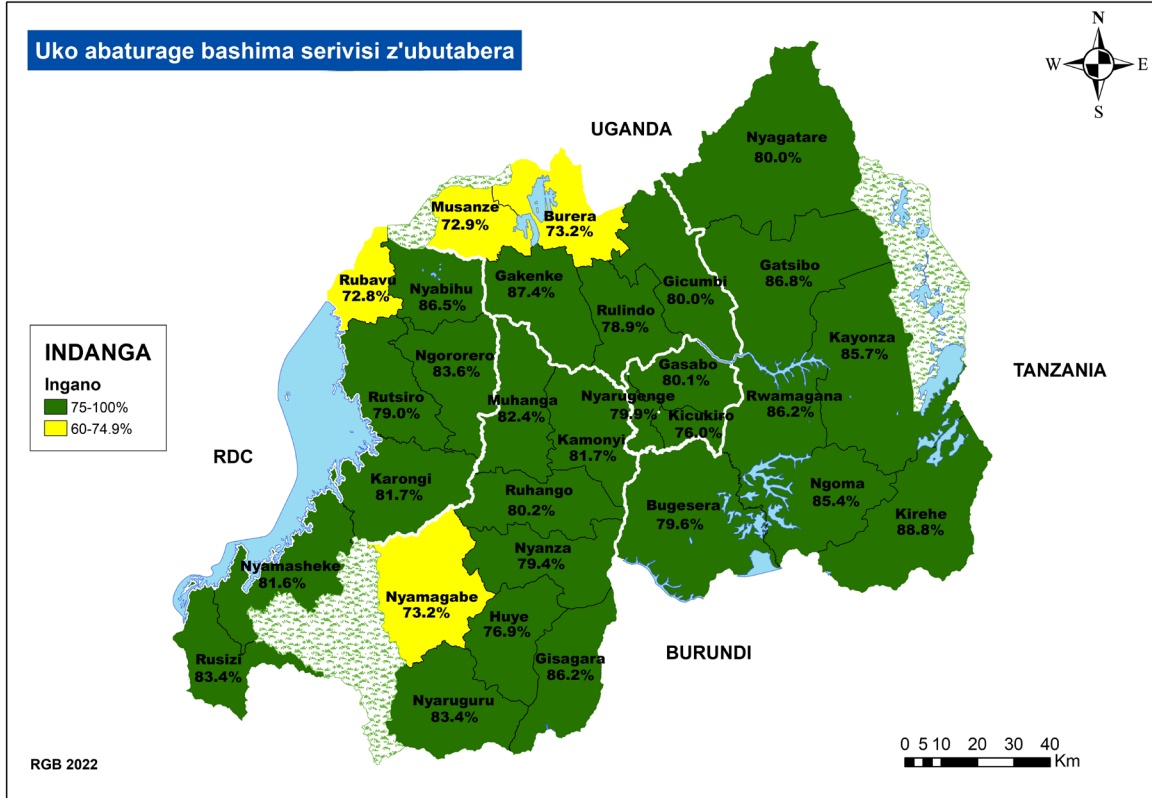 Uko abaturage bashima serivisi z'ubutabera
N
W
E
S
UGANDA
Nyagatare
80.0%
Musanze
72.9%
Burera
73.2%
Rubavu
72.8%
Nyabihu
86.5%
Gakenke
87.4%
Gicumbi
80.0%
Gatsibo
86.8%
Rulindo
78.9%
Kayonza
85.7%
INDANGA
Ingano
75-100%
60-74.9%
Ngororero
83.6%
Gasabo
80.1%
TANZANIA
Rutsiro
79.0%
Muhanga
82.4%
Nyarugenge
79.9%
Kicukiro
76.0%
Rwamagana
86.2%
Kamonyi
81.7%
RDC
Karongi
81.7%
Ruhango
80.2%
Bugesera
79.6%
Ngoma
85.4%
Kirehe
88.8%
Nyanza
79.4%
Nyamasheke
81.6%
Nyamagabe
73.2%
Huye
76.9%
Gisagara
86.2%
BURUNDI
Rusizi
83.4%
Nyaruguru
83.4%
RGB 2022
0 5 10 20 30 40
Km